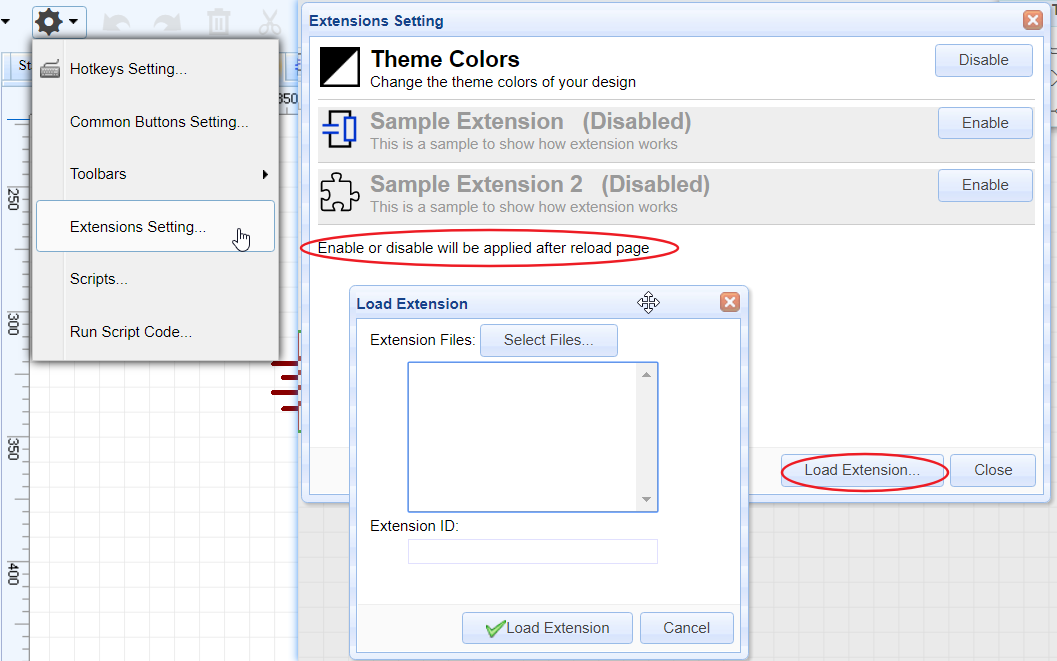 St
Hotkeys Setting...
Common Buttons Setting...
Toolbars
Extensions Setting...
Scripts...
Run Script Code...
350
250
300
350
400
Extensions Setting
Theme Colors
Change the theme colors of your design
Disable
Sample Extension (Disabled)
This is a sample to show how extension works
Enable
Sample Extension 2 (Disabled)
This is a sample to show how extension works
Enable
Enable or disable will be applied after reload page
Load Extension... Close
Load Extension
Extension Files: Select Files...
Extension ID:
Load Extension Cancel